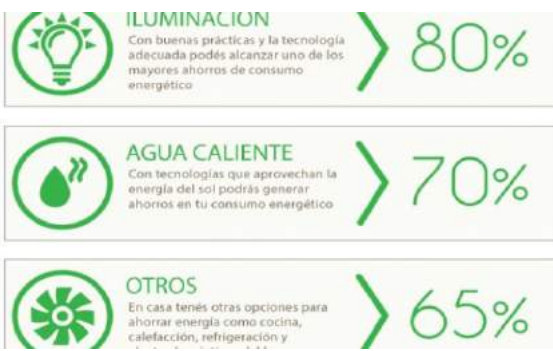 ILUMINACIÓN
Con buenas prácticas y la tecnología
adecuada podés alcanzar uno de los
mayores ahorros de consumo
energético
80%
AGUA CALIENTE
Con tecnologías que aprovechan la
energía del sol podrás generar
ahorros en tu consumo energético
70%
OTROS
En casa tenés otras opciones para
ahorrar energía como cocina,
calefacción, refrigeración y
65%